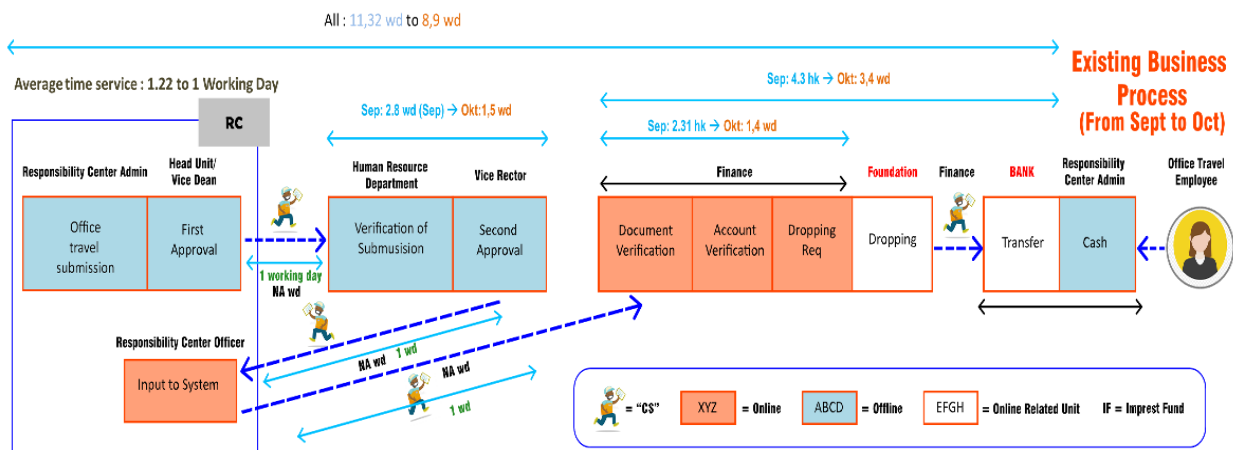 All : 11,32 wd to 8,9 wd
Existing Business
Process
(From Sept to Oct)
Average time service : 1.22 to 1 Working Day
Sep: 4.3 hk → Okt: 3,4 wd
Sep: 2.8 wd (Sep) → Okt:1,5 wd
Sep: 2.31 hk → Okt: 1,4 wd
RC
Responsibility Center Admin
Head Unit/
Vice Dean
Human Resource
Department
Vice Rector
Finance
Foundation
Finance
BANK
Responsibility
Center Admin
Office Travel
Employee
Office
travel
submission
First
Approval
Verification of
Submusision
Second
Approval
Document
Verification
Account
Verification
Dropping
Req
Dropping
Transfer
Cash
1 working day
NA wd
Responsibility Center Officer
Input to System
NA wd 1 wd
NA wd
1 wd
= "CS"
XYZ
= Online
ABCD
= Offline
EFGH
= Online Related Unit
IF = Imprest Fund